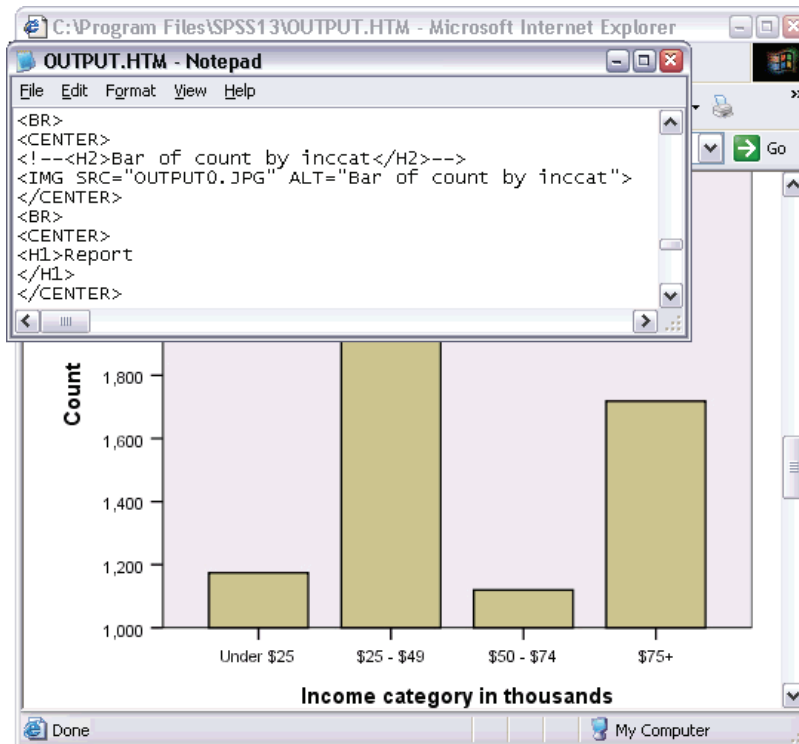 C:\Program Files\SPSS13\OUTPUT.HTM - Microsoft Internet Explorer
OUTPUT.HTM - Notepad
File Edit Format View Help
<BR>
<CENTER>
<!--<H2>Bar of count by inccat</H2>-->
<IMG SRC="OUTPUT0.JPG" ALT="Bar of count by inccat">
</CENTER>
<BR>
<CENTER>
<H1>Report
</H1>
</CENTER>
»
Go
Count
1,800
1,600
1,400
1,200
1,000
Under $25 $25 - $49 $50 - $74 $75+
Income category in thousands
Done My Computer